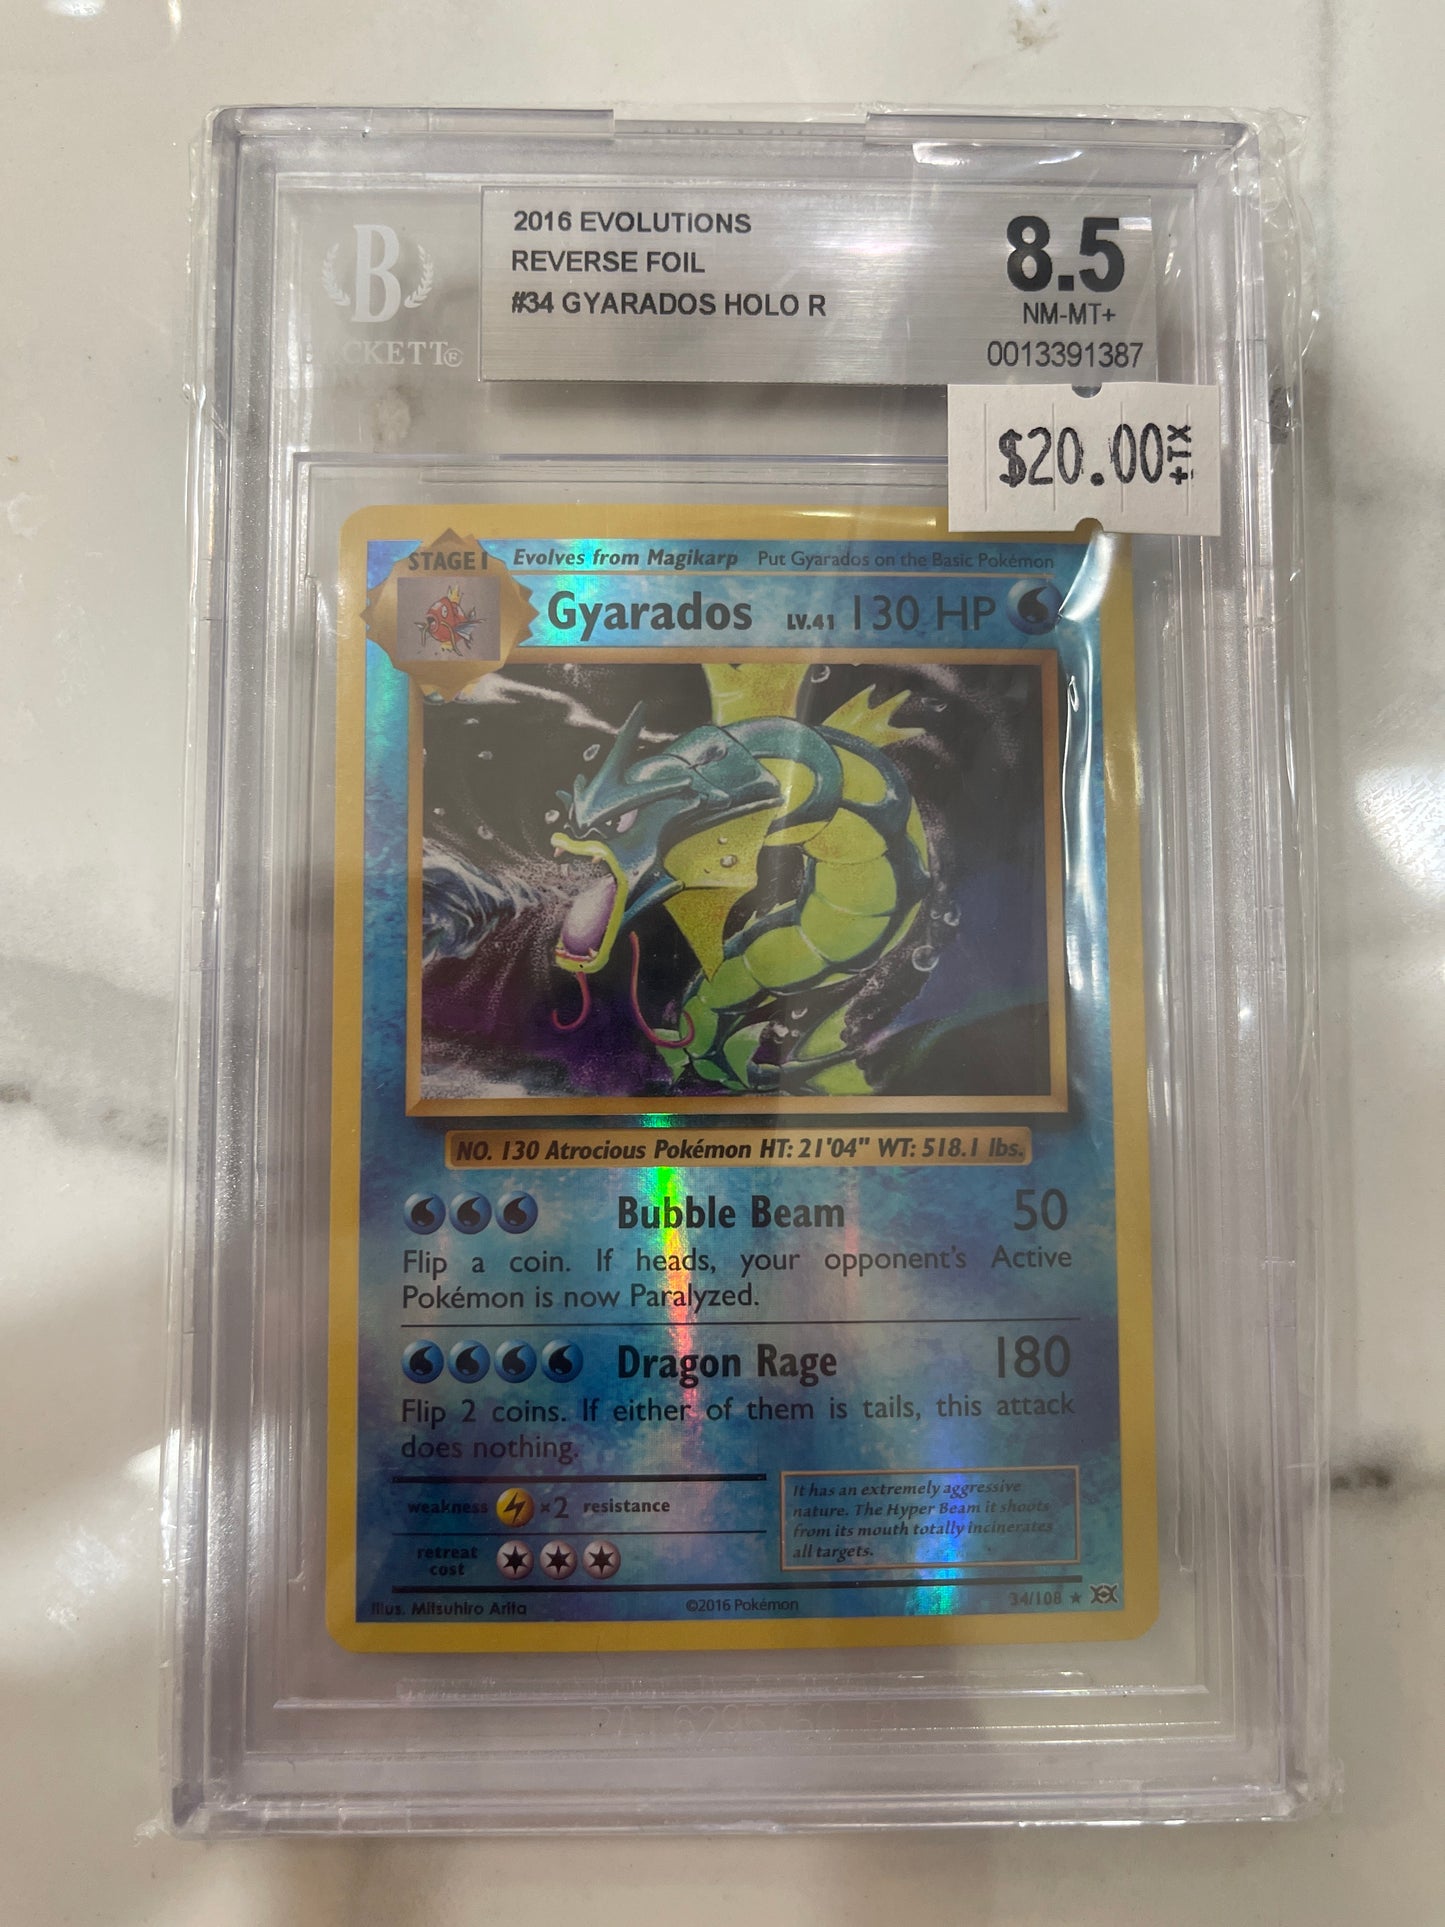 2016 EVOLUTIONS
REVERSE FOIL
#34 GYARADOS HOLO R
8.5
NM-MT+
0013391387
B
CKETT®
$20.00+TX
STAGE 1 Evolves from Magikarp Put Gyarados on the Basic Pokémon
Gyarados LV.41 130 HP
NO. 130 Atrocious Pokémon HT: 21'04" WT: 518.1 lbs.
Bubble Beam 50
Flip a coin. If heads, your opponent's Active
Pokémon is now Paralyzed.
Dragon Rage 180
Flip 2 coins. If either of them is tails, this attack
does nothing.
weakness ×2 resistance
retreat
cost
It has an extremely aggressive
nature. The Hyper Beam it shoots
from its mouth totally incinerates
all targets.
Illus. Mitsuhiro Arita ©2016 Pokémon 34/108 ★